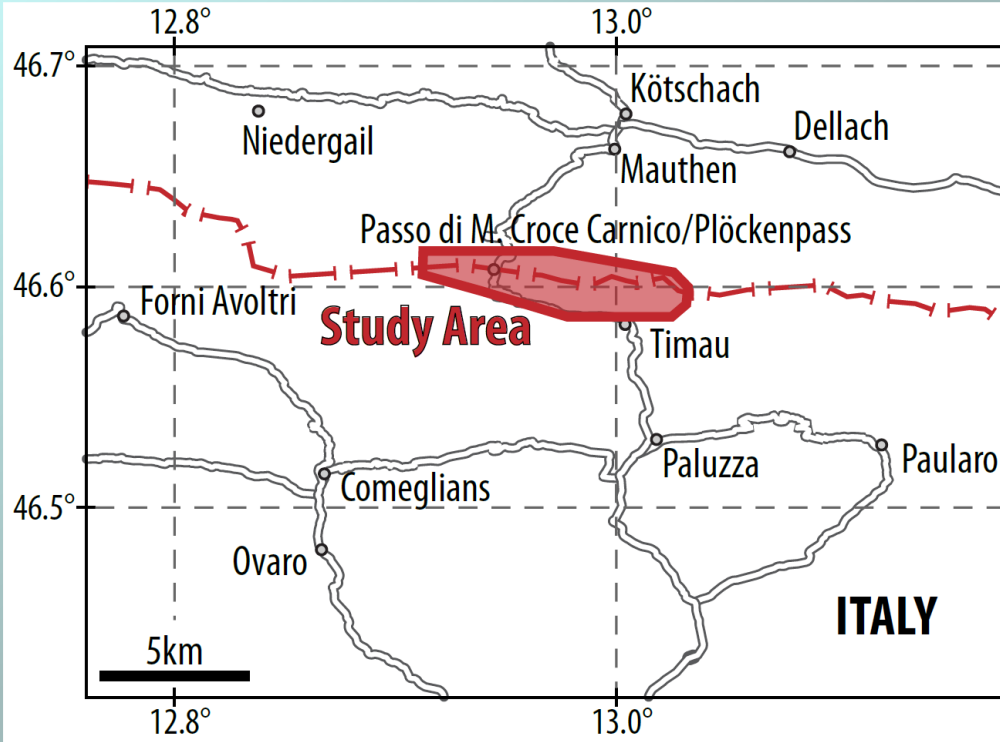 12.8°
13.0°
46.7°
Kötschach
Dellach
Niedergail
Mauthen
Passo di M. Croce Carnico/Plöckenpass
46.6°
Forni Avoltri
Study Area
Timau
Paluzza
Paularo
Comeglians
46.5°
Ovaro
ITALY
5km
12.8°
13.0°